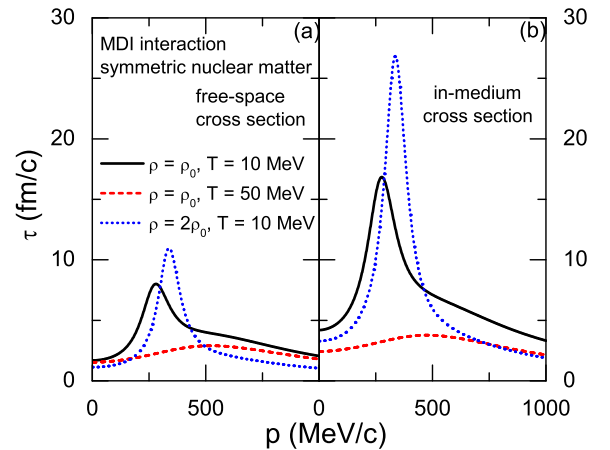 30
(a)
(b)
30
MDI interaction
symmetric nuclear matter
free-space
cross section
in-medium
cross section
20
20
ρ = ρ₀, T = 10 MeV
ρ = ρ₀, T = 50 MeV
ρ = 2ρ₀, T = 10 MeV
τ (fm/c)
10
10
0
0
0
500
0
500
1000
p (MeV/c)